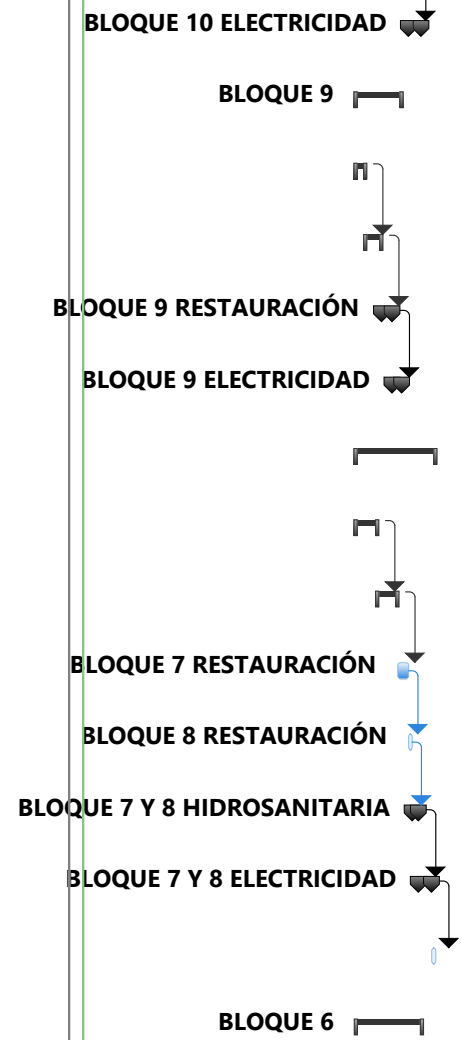 BLOQUE 10 ELECTRICIDAD
BLOQUE 9
BLOQUE 9 RESTAURACIÓN
BLOQUE 9 ELECTRICIDAD
BLOQUE 7 RESTAURACIÓN
BLOQUE 8 RESTAURACIÓN
BLOQUE 7 Y 8 HIDROSANITARIA
BLOQUE 7 Y 8 ELECTRICIDAD
BLOQUE 6